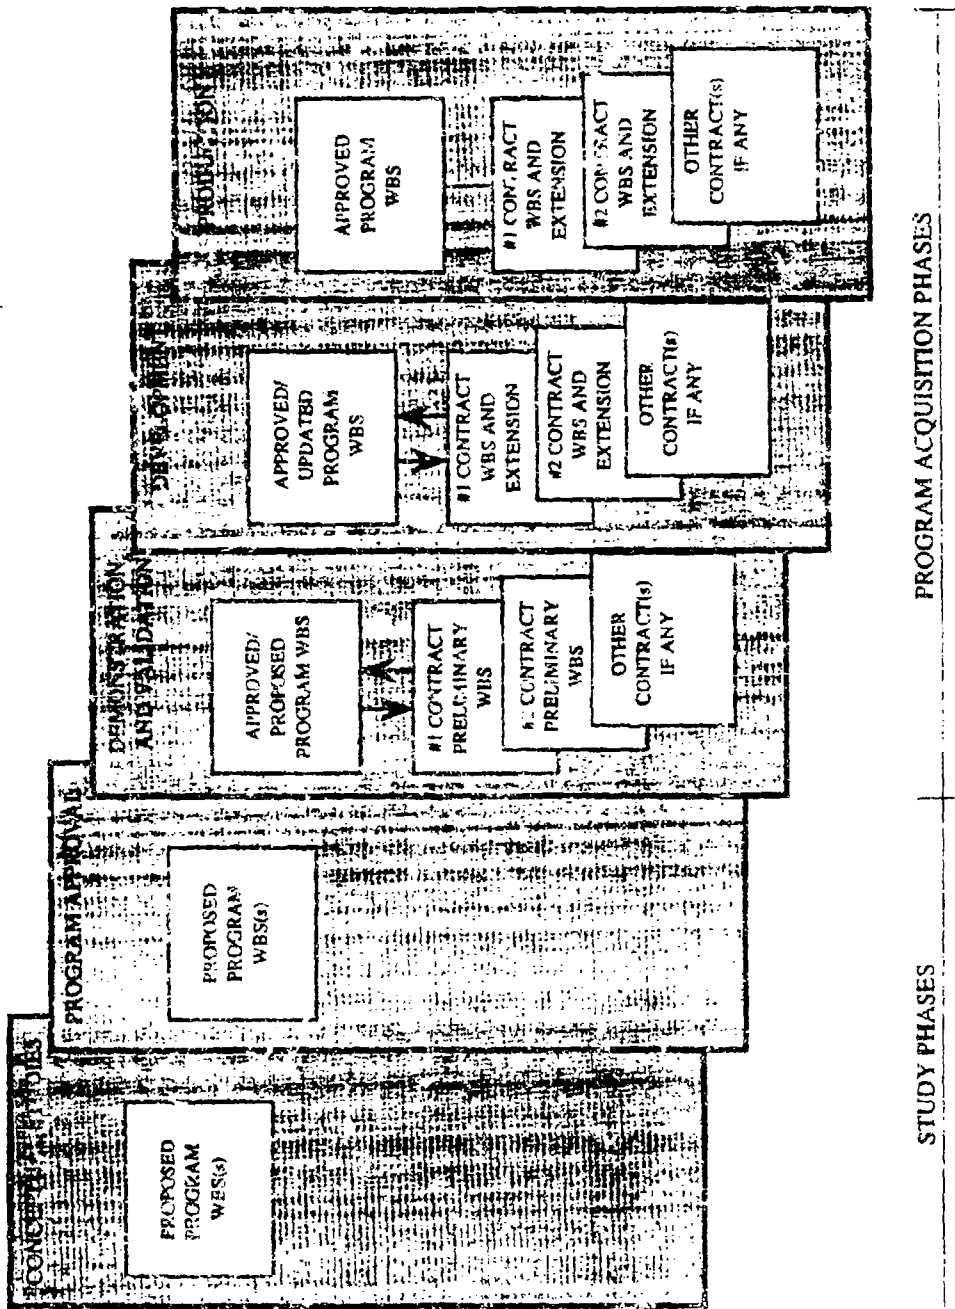 PROPOSED
PROGRAM
WBS(s)
PROGRAM APPROVAL
PROPOSED
PROGRAM
WBS(s)
DEMONSTRATION
AND VALIDATION
APPROVED/
PROPOSED
PROGRAM WBS
#1 CONTRACT
PRELIMINARY
WBS
CONTRACT
PRELIMINARY
WBS
OTHER
CONTRACT(s)
IF ANY
DEVELOPMENT
APPROVED/
UPDATED
PROGRAM
WBS
#1 CONTRACT
WBS AND
EXTENSION
#2 CONTRACT
WBS AND
EXTENSION
OTHER
CONTRACT(s)
IF ANY
PRODUCTION
APPROVED
PROGRAM
WBS
#1 CONTRACT
WBS AND
EXTENSION
#2 CONTRACT
WBS AND
EXTENSION
OTHER
CONTRACT(s)
IF ANY
STUDY PHASES
PROGRAM ACQUISITION PHASES